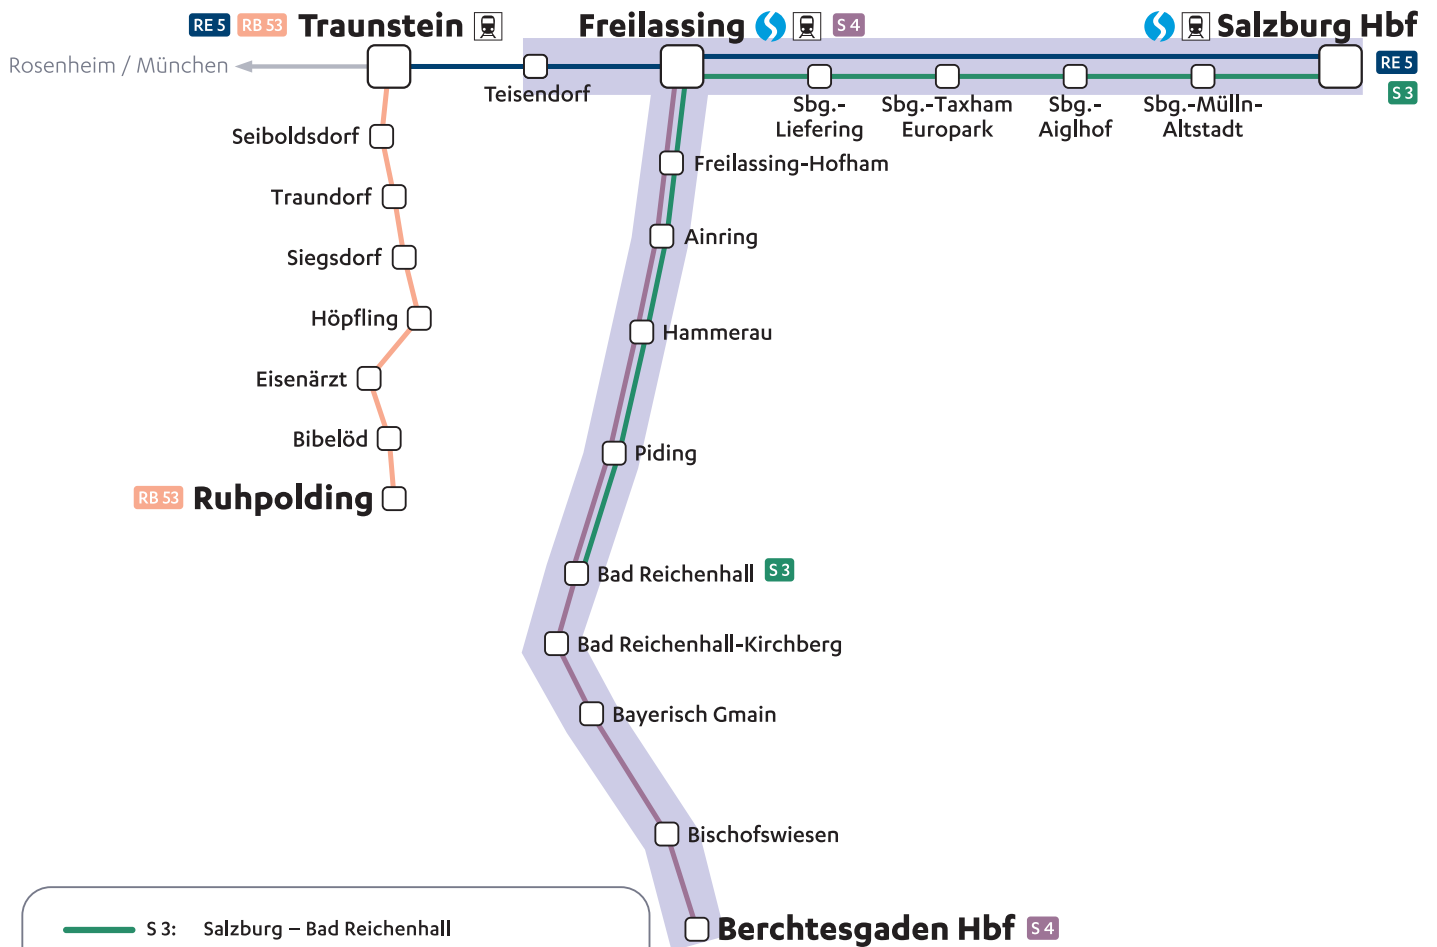 RE 5 RB 53 Traunstein
Freilassing S 4
Salzburg Hbf
Rosenheim / München
RE 5
S 3
Teisendorf
Sbg.-
Liefering
Sbg.-Taxham
Europark
Sbg.-
Aiglhof
Sbg.-Mülln-
Altstadt
Seiboldsdorf
Freilassing-Hofham
Traundorf
Ainring
Siegsdorf
Höpfling
Hammerau
Eisenärzt
Bibelöd
Piding
RB 53 Ruhpolding
Bad Reichenhall S 3
Bad Reichenhall-Kirchberg
Bayerisch Gmain
Bischofswiesen
Berchtesgaden Hbf S 4
S 3: Salzburg – Bad Reichenhall